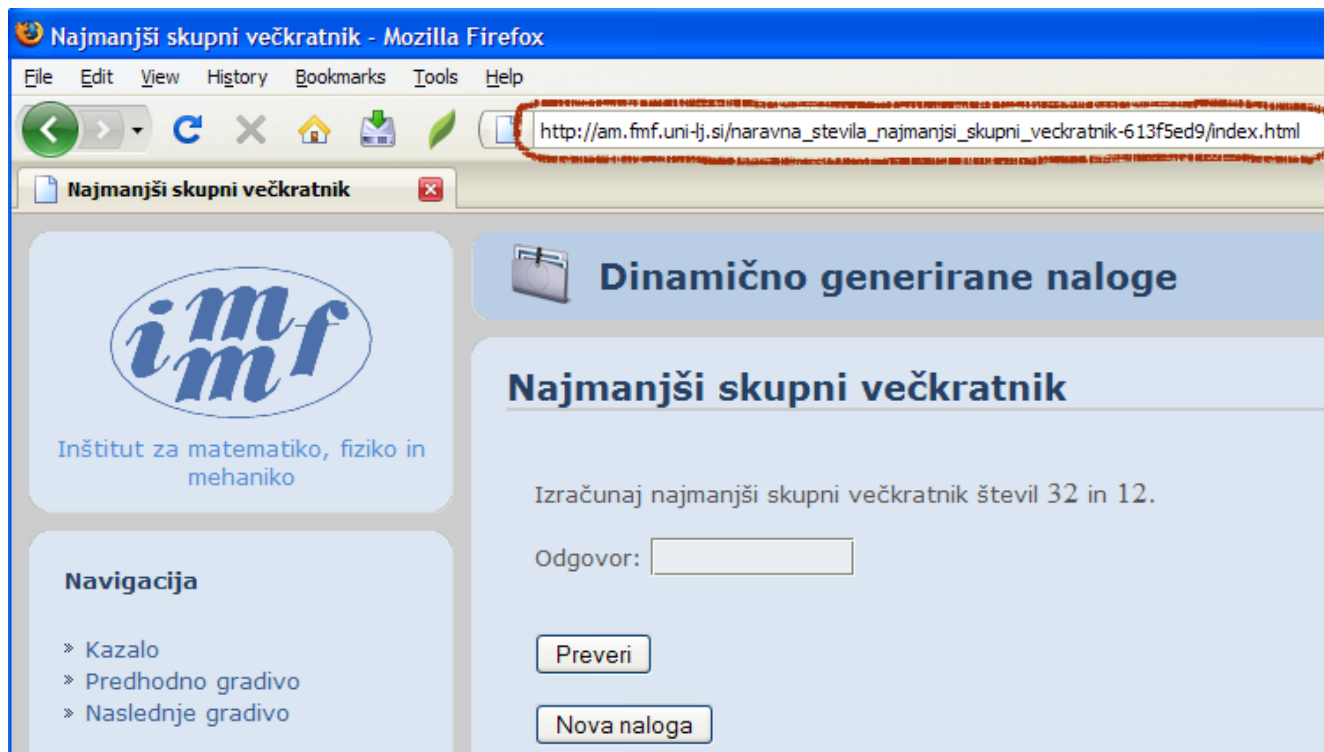 Najmanjši skupni večkratnik - Mozilla Firefox
File Edit View History Bookmarks Tools Help
http://am.fmf.uni-lj.si/naravna_stevila_najmanjsi_skupni_veckratnik-613f5ed9/index.html
Najmanjši skupni večkratnik
immf
Inštitut za matematiko, fiziko in
mehaniko
Navigacija
» Kazalo
» Predhodno gradivo
» Naslednje gradivo
Dinamično generirane naloge
Najmanjši skupni večkratnik
Izračunaj najmanjši skupni večkratnik števil 32 in 12.
Odgovor:
Preveri
Nova naloga